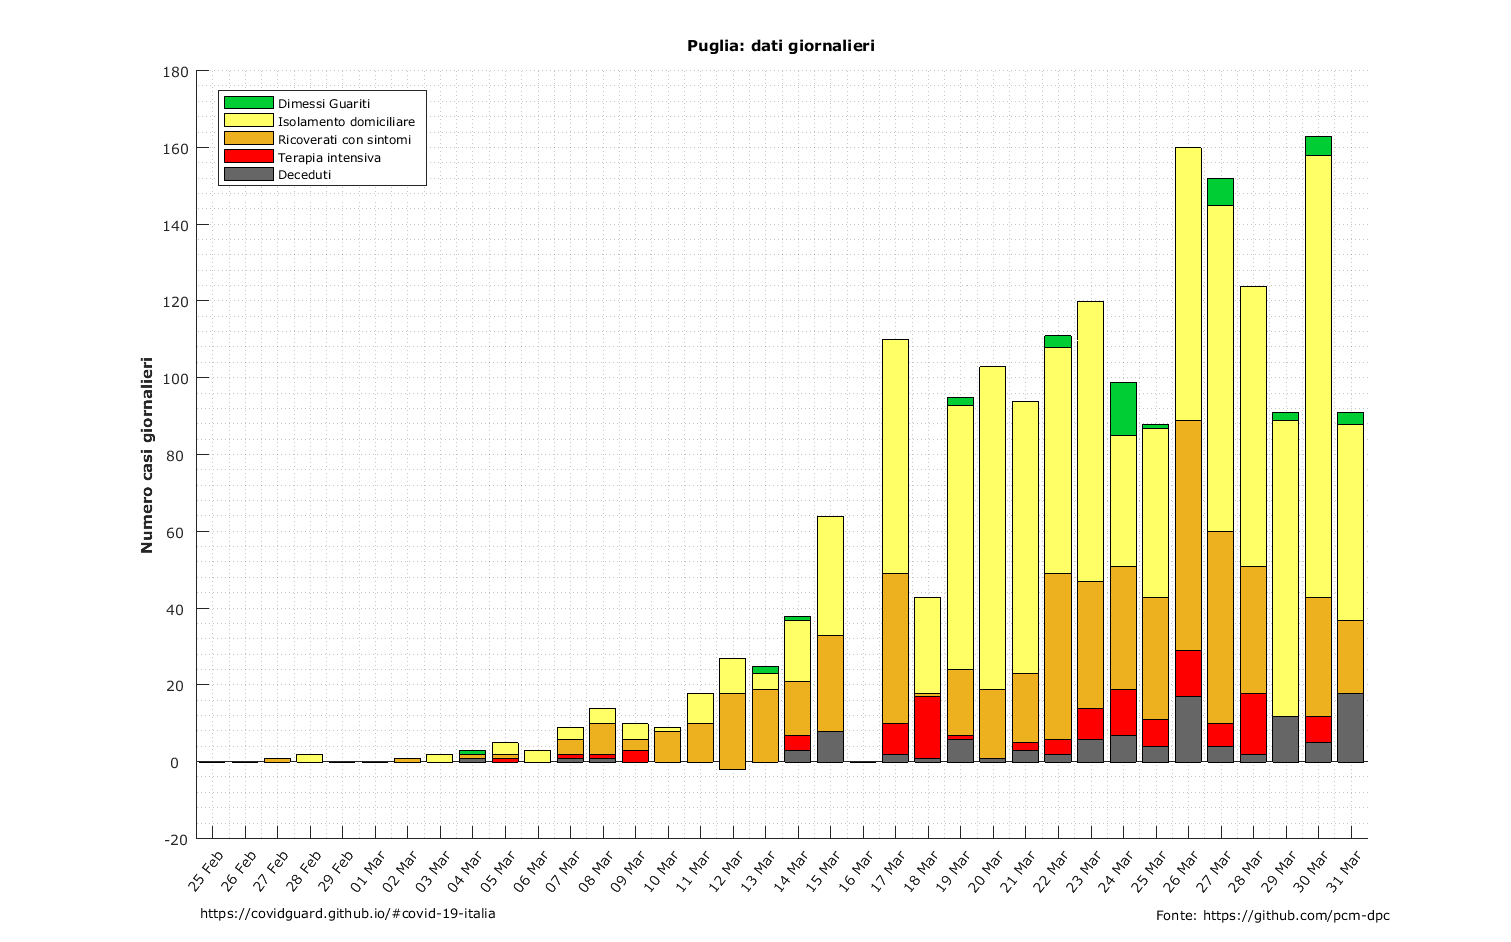 Puglia: dati giornalieri
180
160
140
120
100
80
60
40
20
0
-20
Numero casi giornalieri
Dimessi Guariti
Isolamento domiciliare
Ricoverati con sintomi
Terapia intensiva
Deceduti
25 Feb
26 Feb
27 Feb
28 Feb
29 Feb
01 Mar
02 Mar
03 Mar
04 Mar
05 Mar
06 Mar
07 Mar
08 Mar
09 Mar
10 Mar
11 Mar
12 Mar
13 Mar
14 Mar
15 Mar
16 Mar
17 Mar
18 Mar
19 Mar
20 Mar
21 Mar
22 Mar
23 Mar
24 Mar
25 Mar
26 Mar
27 Mar
28 Mar
29 Mar
30 Mar
31 Mar
https://covidguard.github.io/#covid-19-italia
Fonte: https://github.com/pcm-dpc